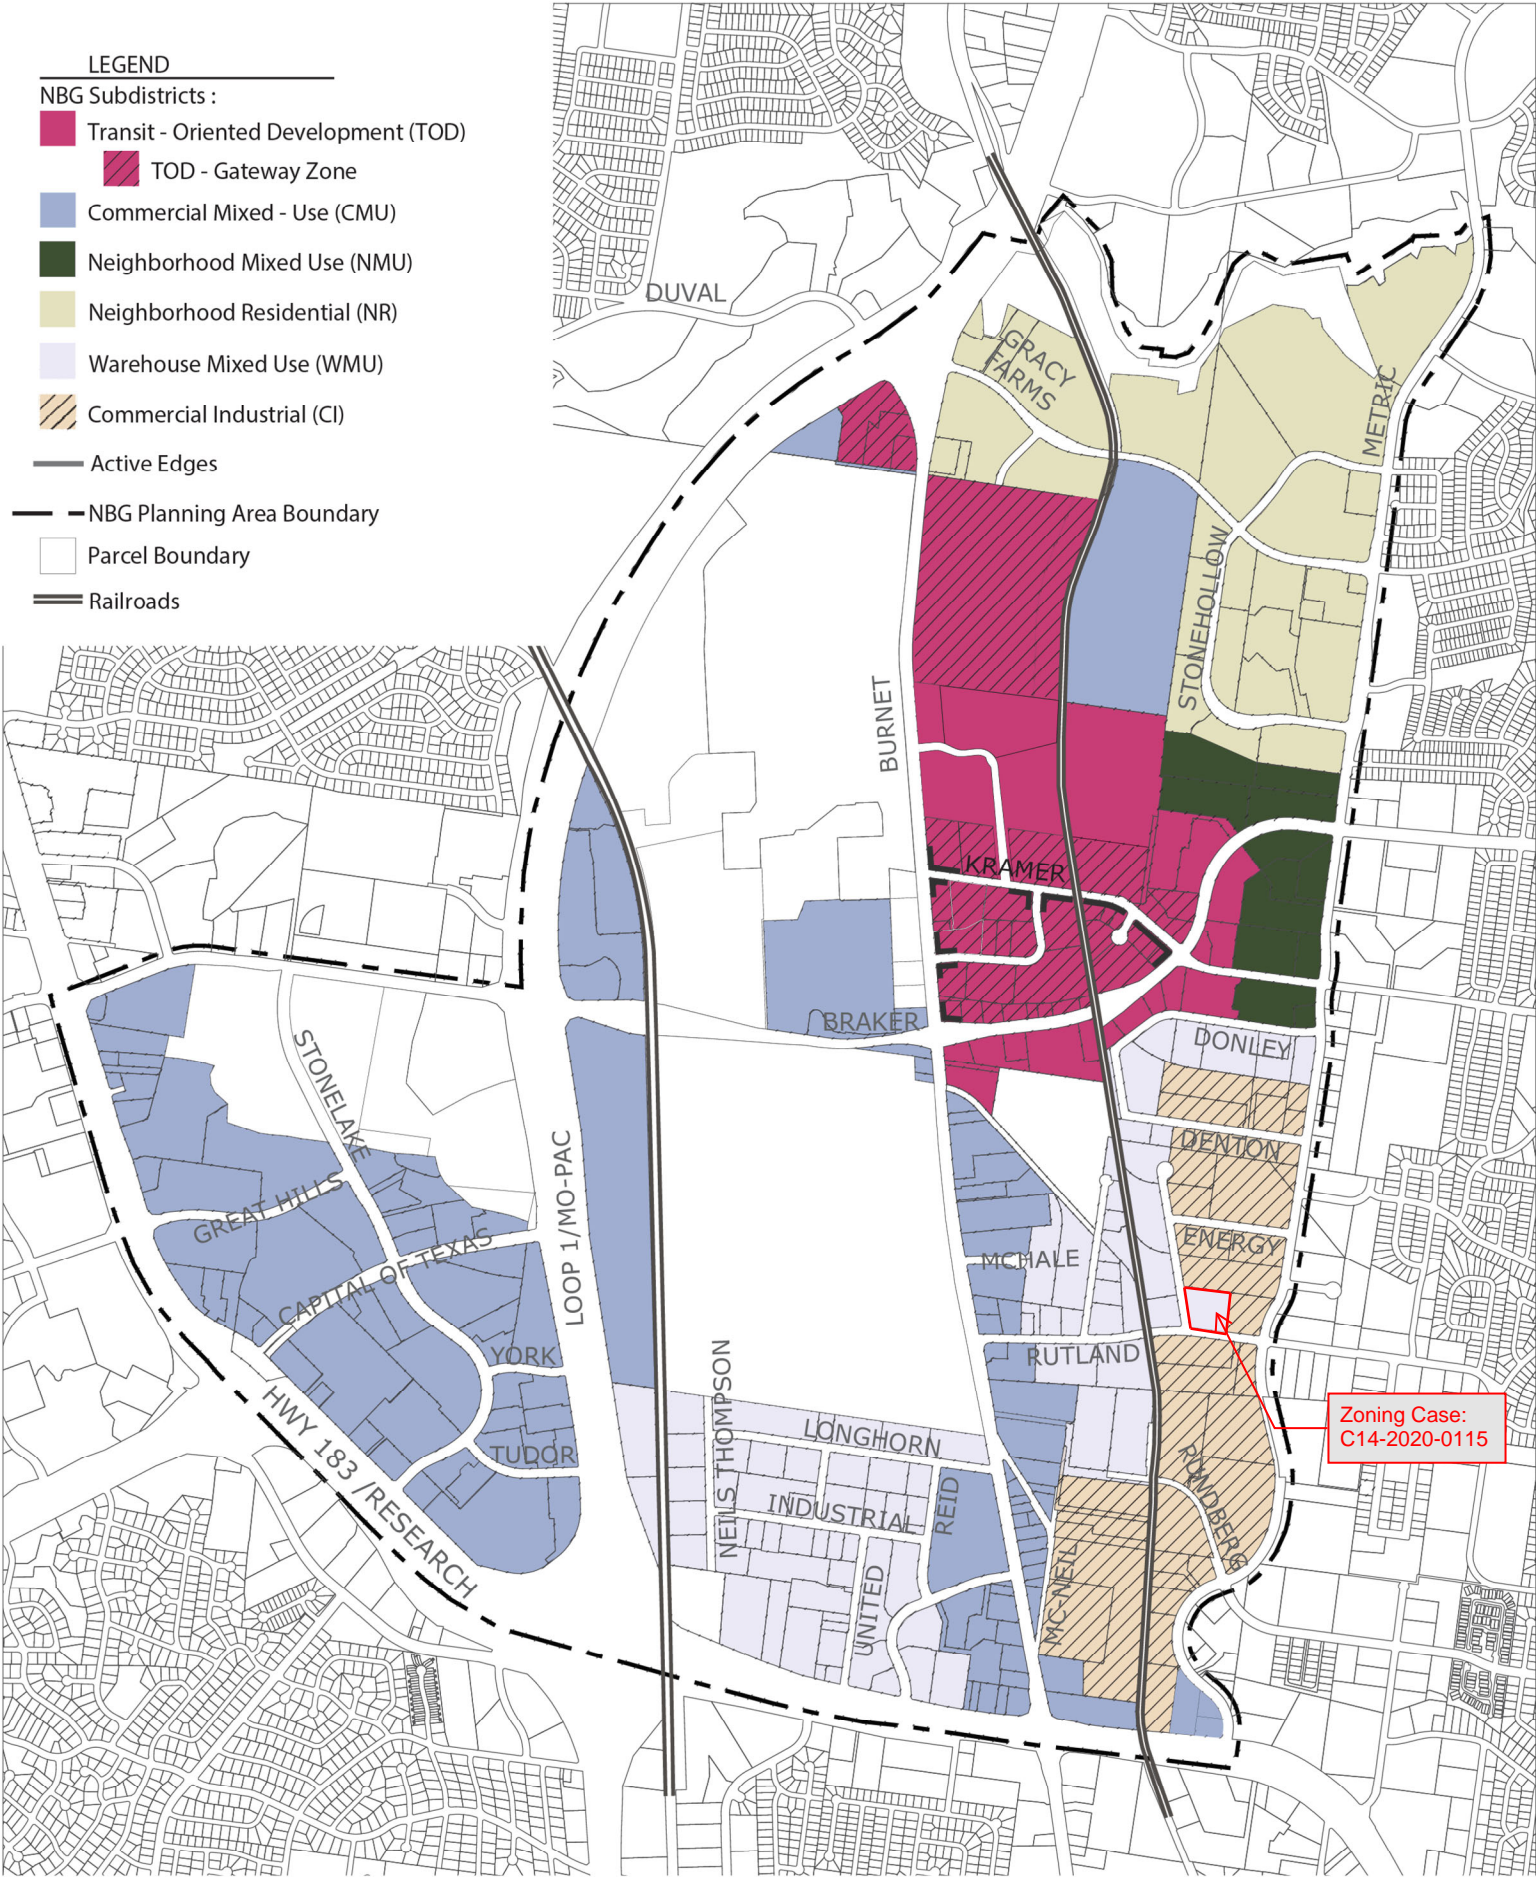 LEGEND
NBG Subdistricts :
Transit - Oriented Development (TOD)
TOD - Gateway Zone
Commercial Mixed - Use (CMU)
Neighborhood Mixed Use (NMU)
Neighborhood Residential (NR)
Warehouse Mixed Use (WMU)
Commercial Industrial (CI)
Active Edges
NBG Planning Area Boundary
Parcel Boundary
Railroads
DUVAL
GRACY
FARMS
METRIC
STONEHOLLOW
BURNET
KRAMER
BRAKER
DONLEY
STONELAKE
DENTON
GREAT HILLS
LOOP 1/MO-PAC
CAPITAL OF TEXAS
MCHALE
ENERGY
YORK
RUTLAND
HWY 183 /RESEARCH
NEILS THOMPSON
LONGHORN
Zoning Case:
C14-2020-0115
TUDOR
INDUSTRIAL
REID
RUNDBERG
UNITED
MC-NEIL